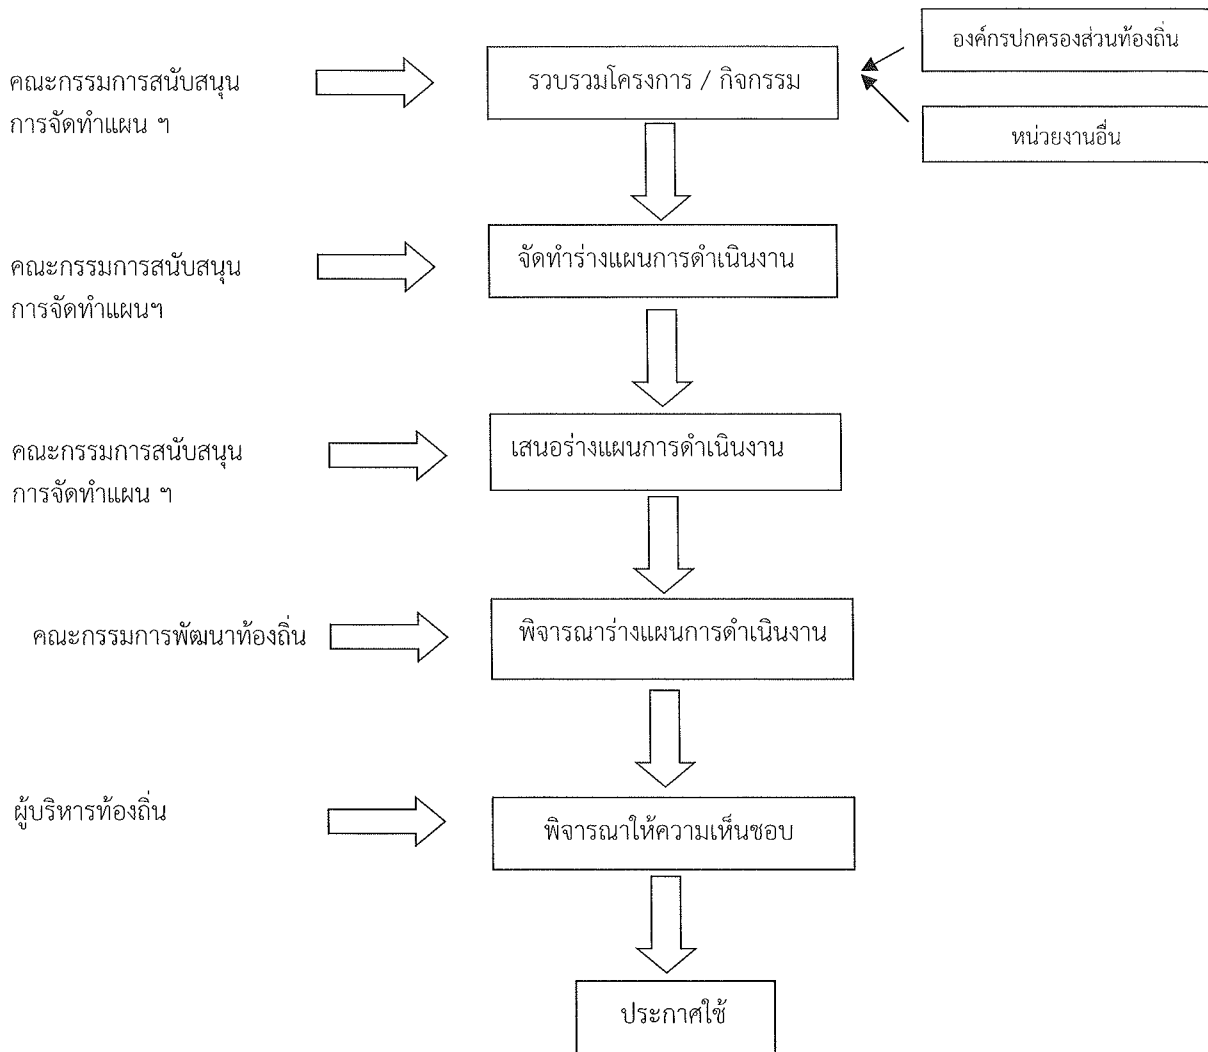 องค์กรปกครองส่วนท้องถิ่น
คณะกรรมการสนับสนุน
การจัดทำแผน ฯ
รวบรวมโครงการ / กิจกรรม
หน่วยงานอื่น
คณะกรรมการสนับสนุน
การจัดทำแผนฯ
จัดทำร่างแผนการดำเนินงาน
คณะกรรมการสนับสนุน
การจัดทำแผน ฯ
เสนอร่างแผนการดำเนินงาน
คณะกรรมการพัฒนาท้องถิ่น
พิจารณาร่างแผนการดำเนินงาน
ผู้บริหารท้องถิ่น
พิจารณาให้ความเห็นชอบ
ประกาศใช้